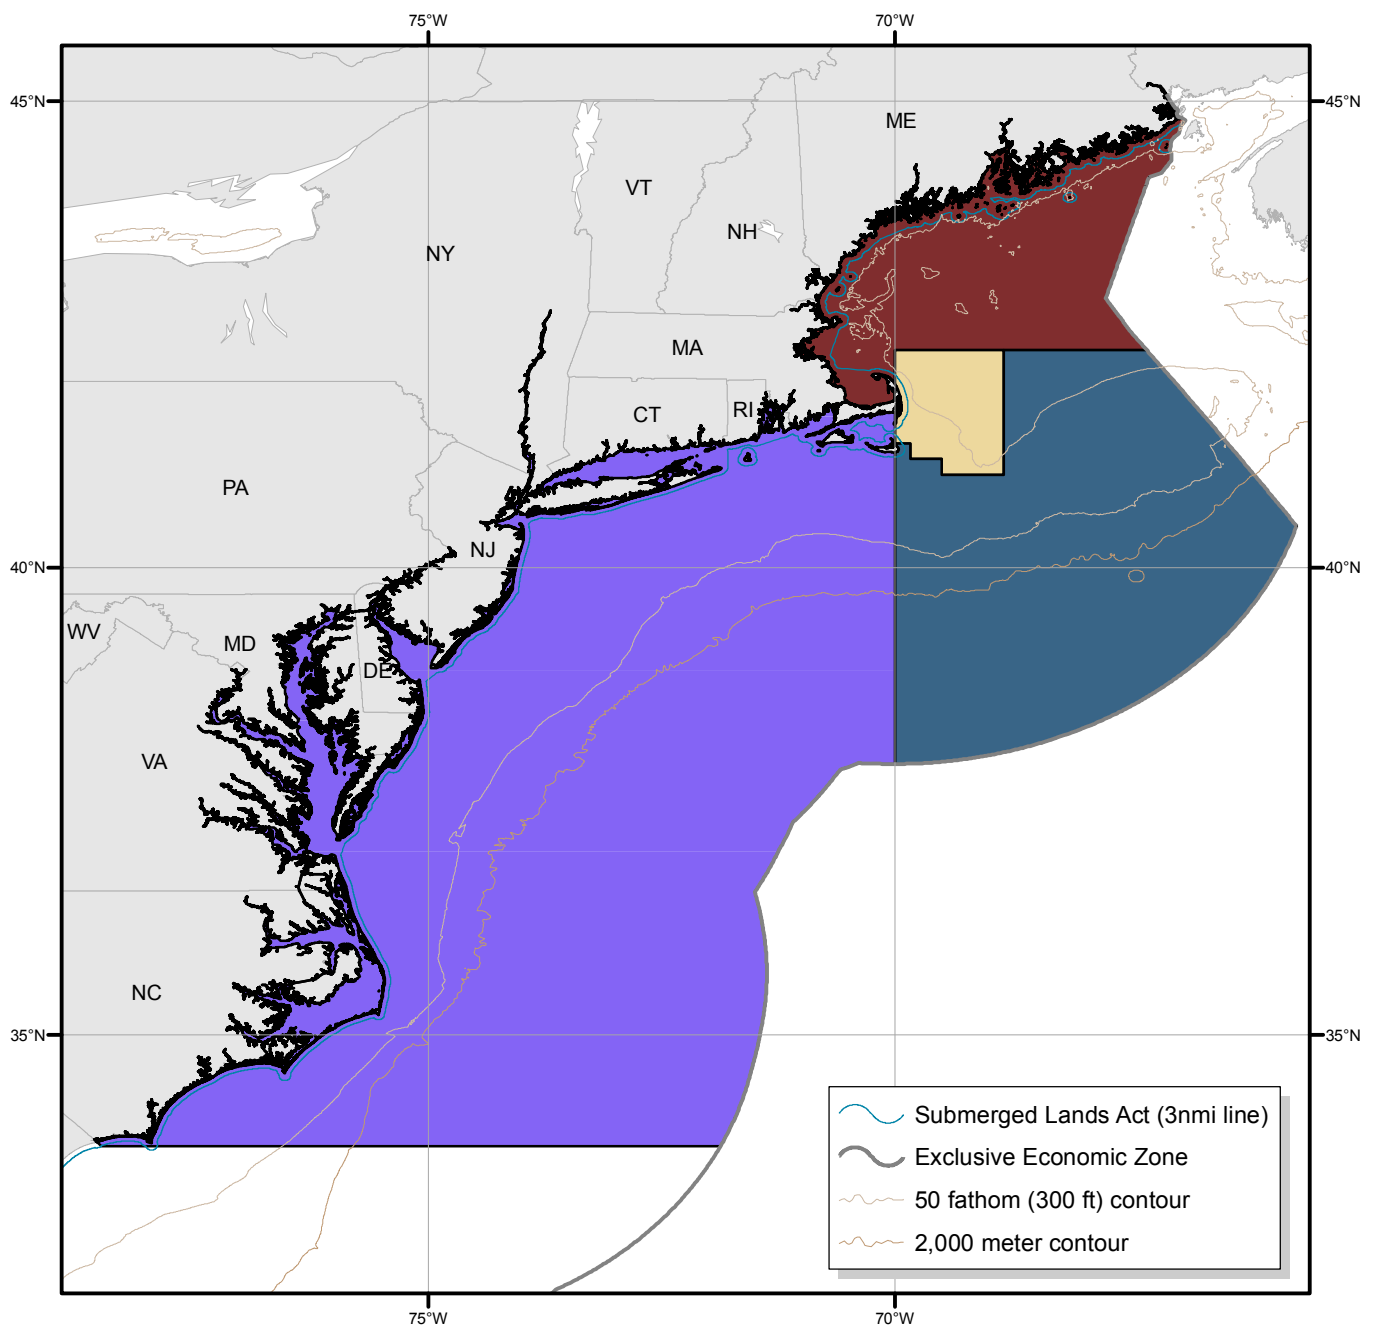 75°W 70°W
45°N 45°N
ME
VT
NH
NY
MA
RI
CT
PA
NJ
40°N 40°N
WV
MD
DE
VA
NC
35°N 35°N
Submerged Lands Act (3nmi line)
Exclusive Economic Zone
50 fathom (300 ft) contour
2,000 meter contour
75°W 70°W